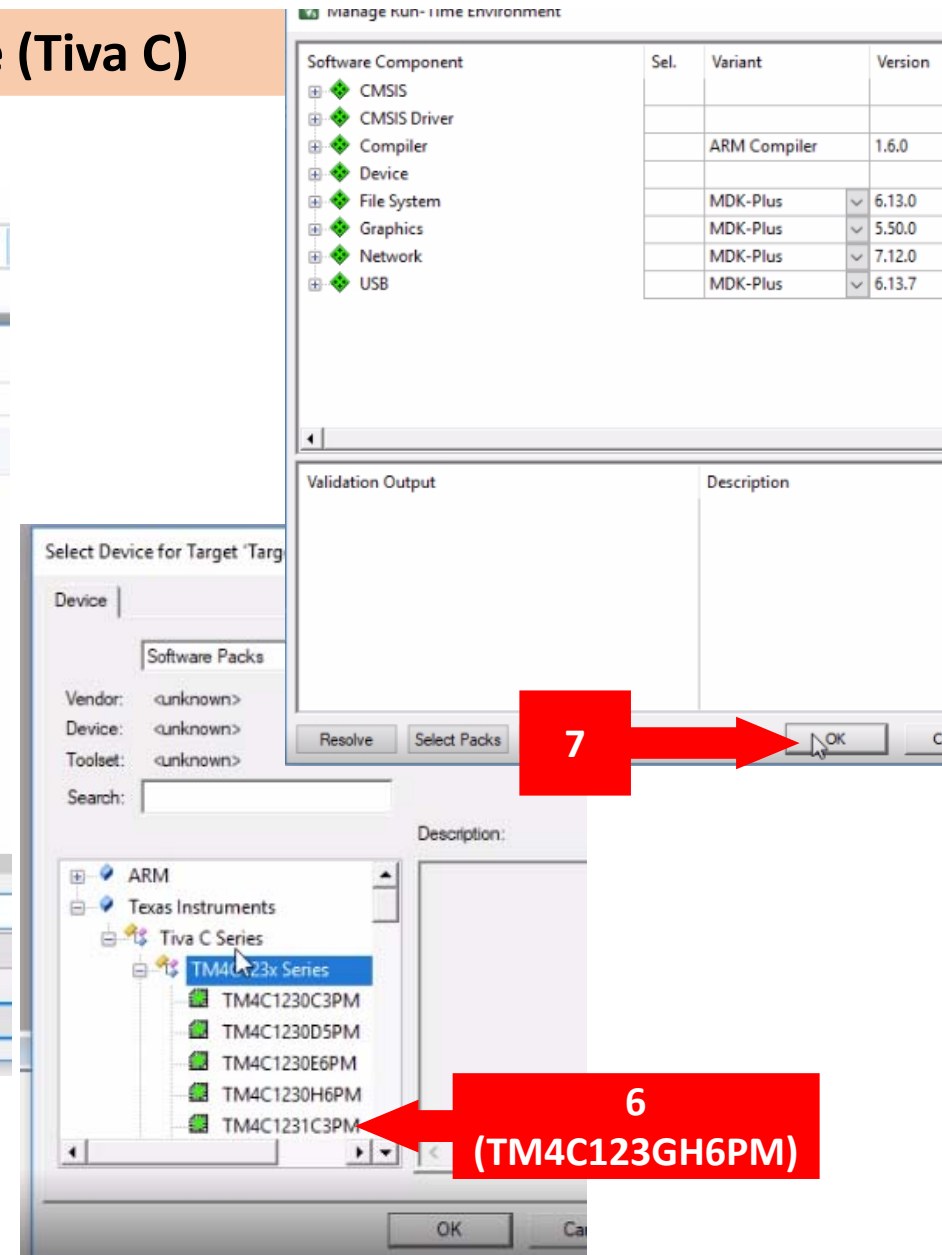 e (Tiva C)
Manage Run-Time Environment
Software Component Sel. Variant Version
CMSIS
CMSIS Driver
Compiler ARM Compiler 1.6.0
Device
File System MDK-Plus 6.13.0
Graphics MDK-Plus 5.50.0
Network MDK-Plus 7.12.0
USB MDK-Plus 6.13.7
Validation Output Description
Resolve Select Packs OK C
7
Select Device for Target 'Targ
Device
Software Packs
Vendor: <unknown>
Device: <unknown>
Toolset: <unknown>
Search:
Description:
ARM
Texas Instruments
Tiva C Series
TM4C123x Series
TM4C1230C3PM
TM4C1230D5PM
TM4C1230E6PM
TM4C1230H6PM
TM4C1231C3PM
6
(TM4C123GH6PM)
OK Ca